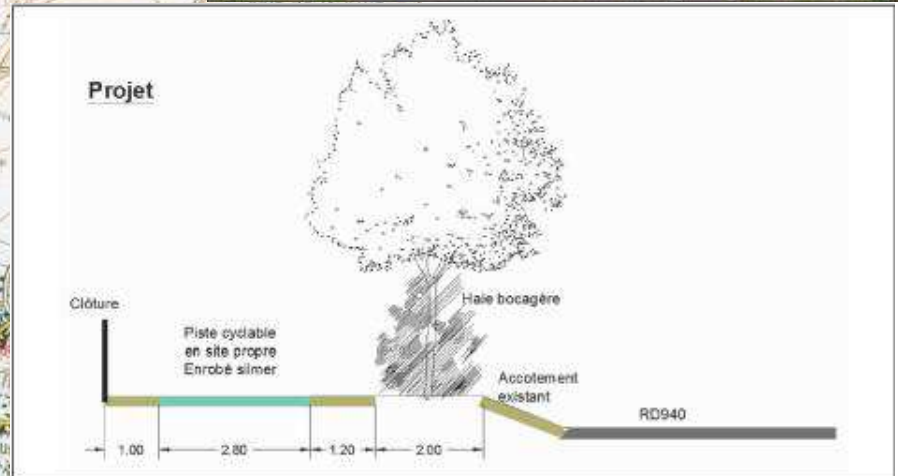 Projet
Clôture
Piste cyclable
en site propre
Enrobé silmer
Haie bocagère
Accotement
existant
RD940
1.00
2.80
1.20
2.00